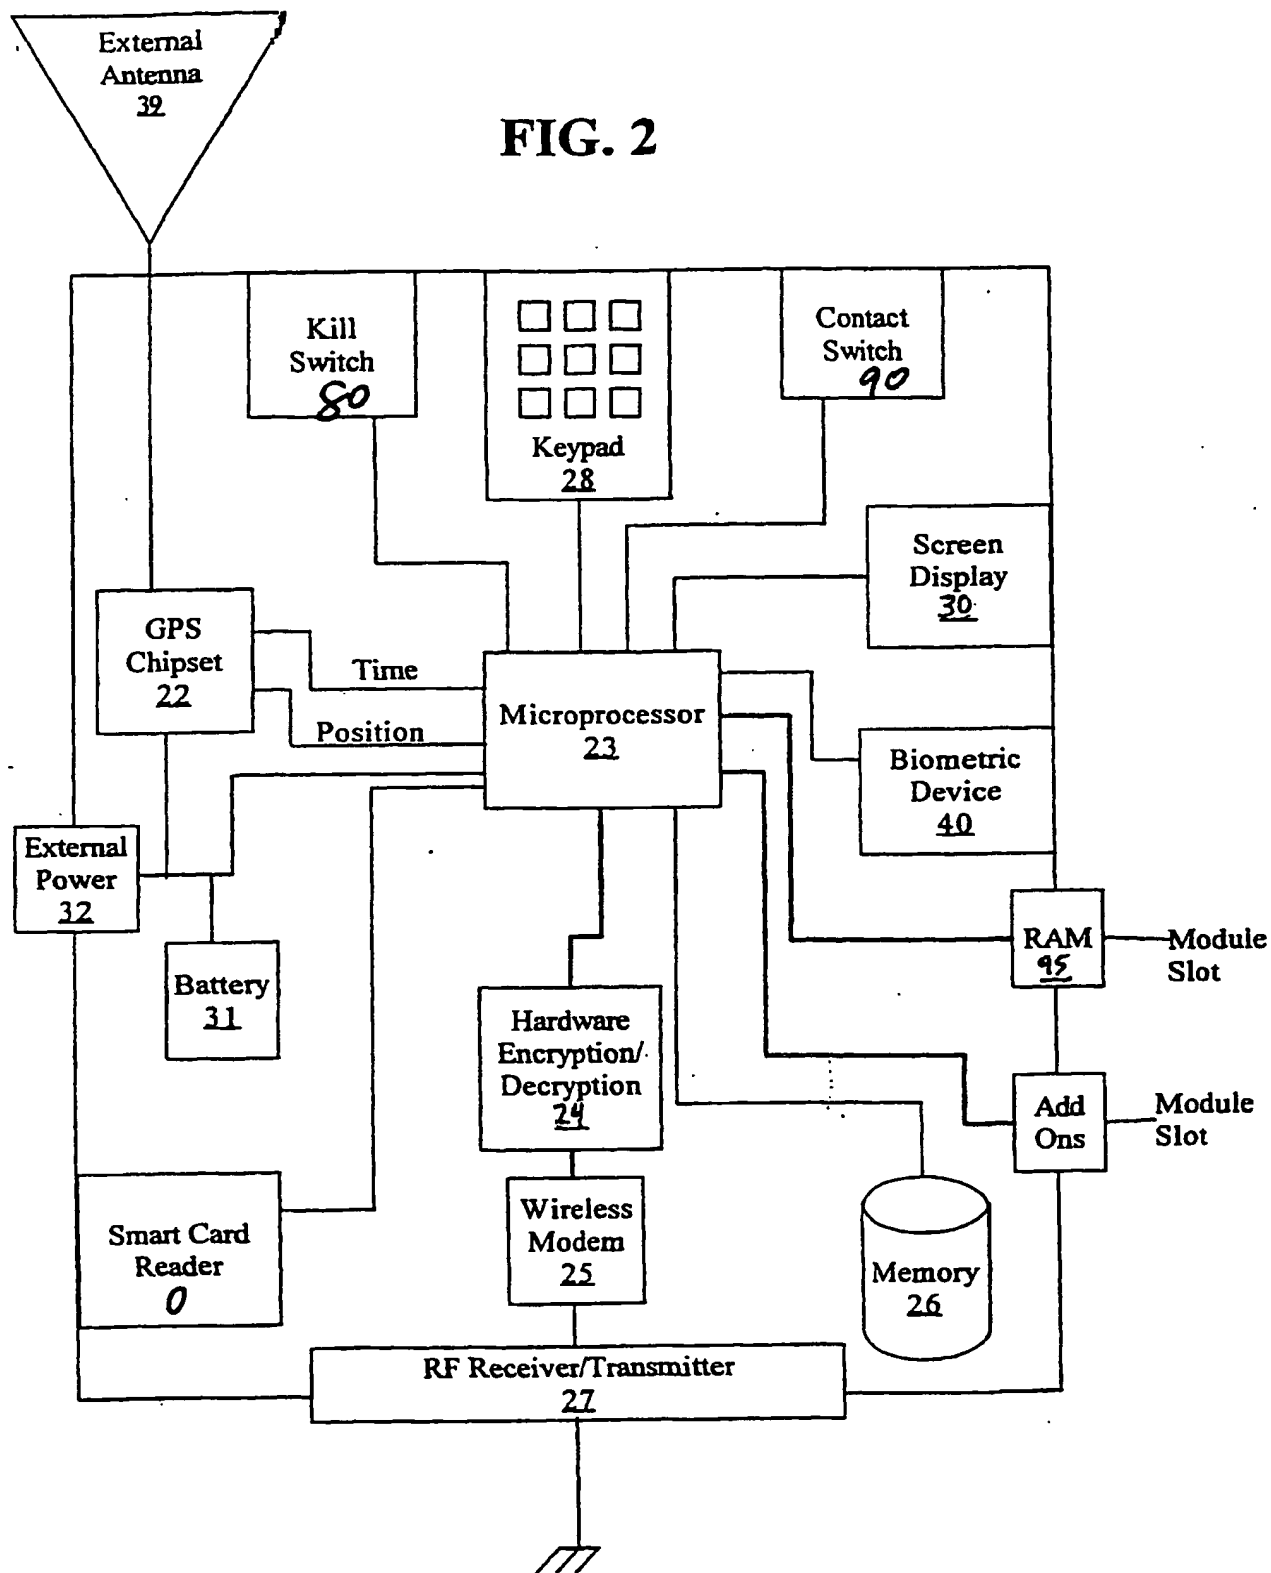 External
Antenna
39
FIG. 2
Kill
Switch
80
Keypad
28
Contact
Switch
90
Screen
Display
30
GPS
Chipset
22
Time
Position
Microprocessor
23
Biometric
Device
40
External
Power
32
Battery
31
RAM
95
Module
Slot
Hardware
Encryption/
Decryption
24
Add
Ons
Module
Slot
Smart Card
Reader
0
Wireless
Modem
25
Memory
26
RF Receiver/Transmitter
27